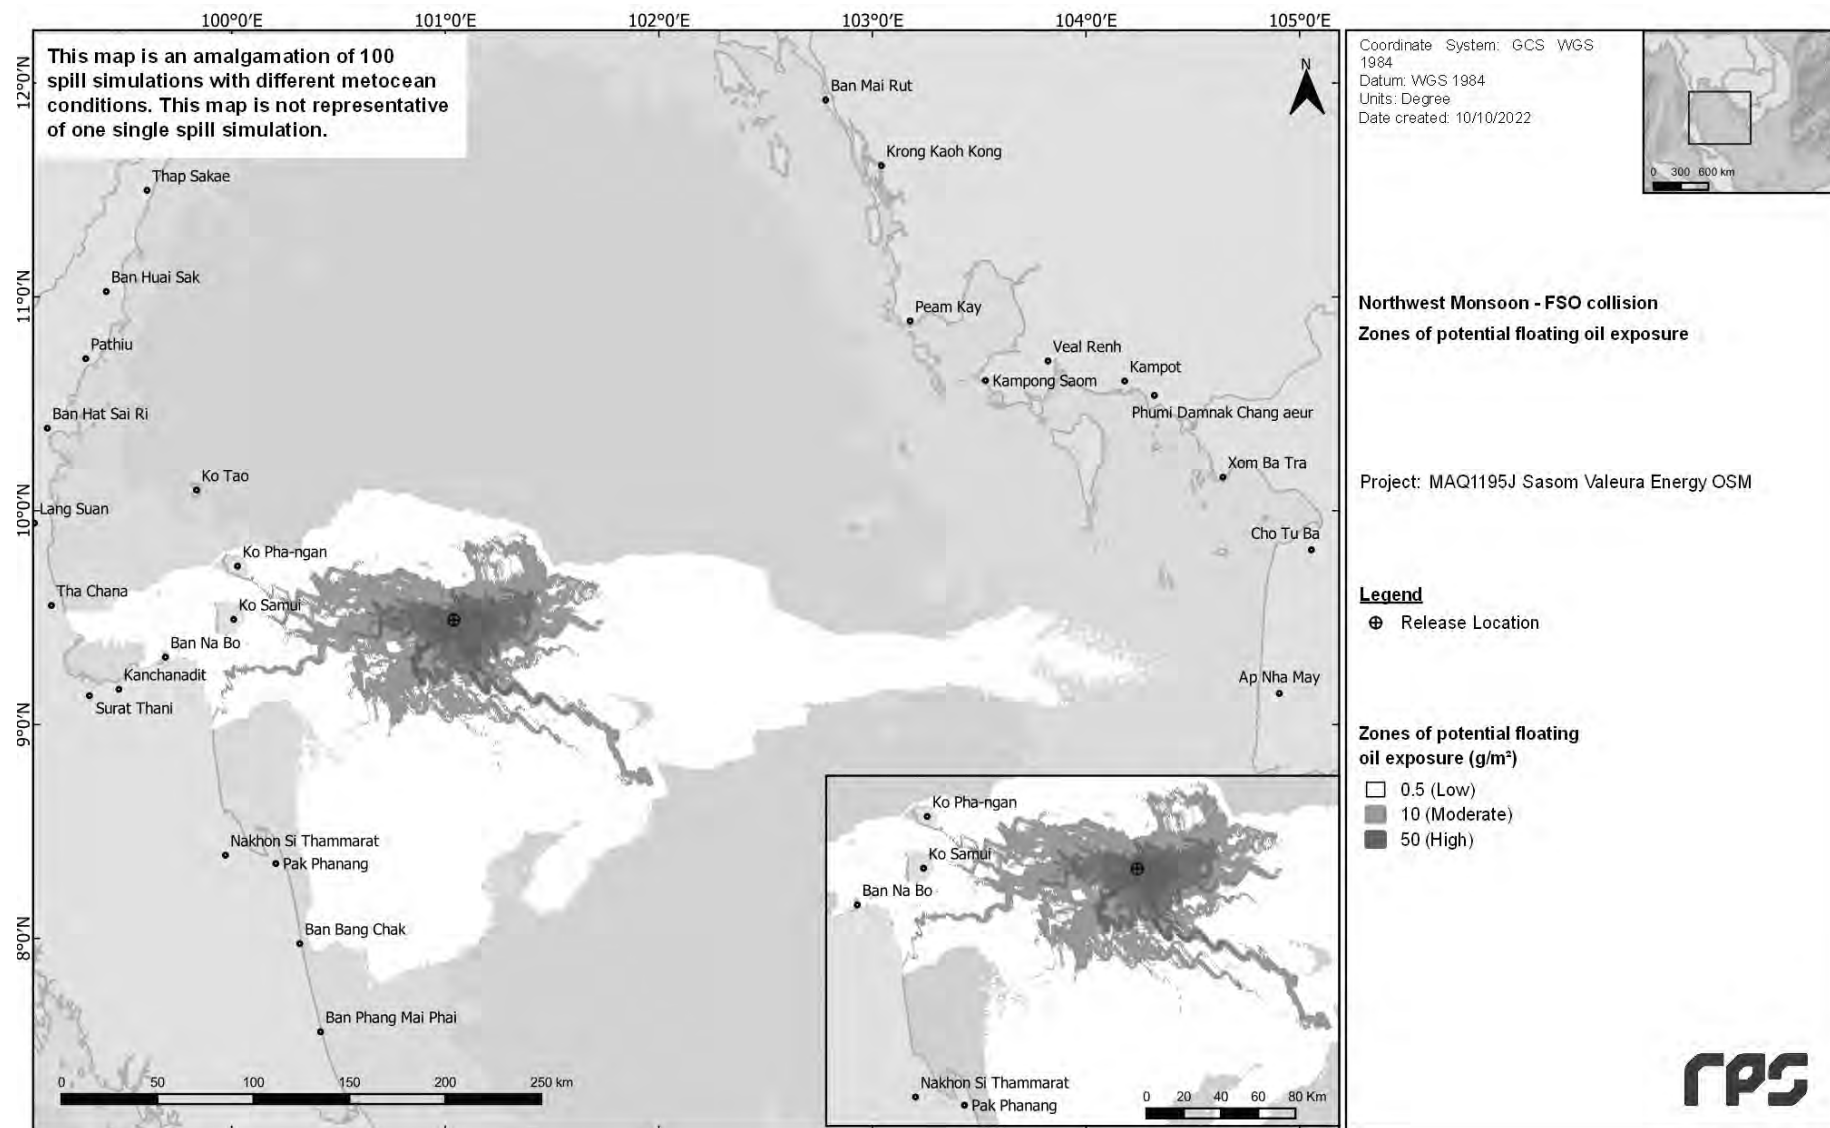 100°0'E
101°0'E
102°0'E
103°0'E
104°0'E
105°0'E
12°0'N
11°0'N
10°0'N
9°0'N
8°0'N
This map is an amalgamation of 100
spill simulations with different metocean
conditions. This map is not representative
of one single spill simulation.
N
Ban Mai Rut
Krong Kaoh Kong
Thap Sakae
Ban Huai Sak
Peam Kay
Pathiu
Veal Renh
Kampot
Kampong Saom
Ban Hat Sai Ri
Phumi Damnak Chang aeur
Ko Tao
Xom Ba Tra
Lang Suan
Cho Tu Ba
Ko Pha-ngan
Tha Chana
Ko Samui
Ban Na Bo
Kanchanadit
Surat Thani
Ap Nha May
Nakhon Si Thammarat
Pak Phanang
Ban Bang Chak
Ban Phang Mai Phai
0 50 100 150 200 250 km
Ko Pha-ngan
Ko Samui
Ban Na Bo
Nakhon Si Thammarat
Pak Phanang
0 20 40 60 80 Km
Coordinate System: GCS WGS
1984
Datum: WGS 1984
Units: Degree
Date created: 10/10/2022
0 300 600 km
Northwest Monsoon - FSO collision
Zones of potential floating oil exposure
Project: MAQ1195J Sasom Valeura Energy OSM
Legend
Release Location
Zones of potential floating
oil exposure (g/m²)
0.5 (Low)
10 (Moderate)
50 (High)
rps